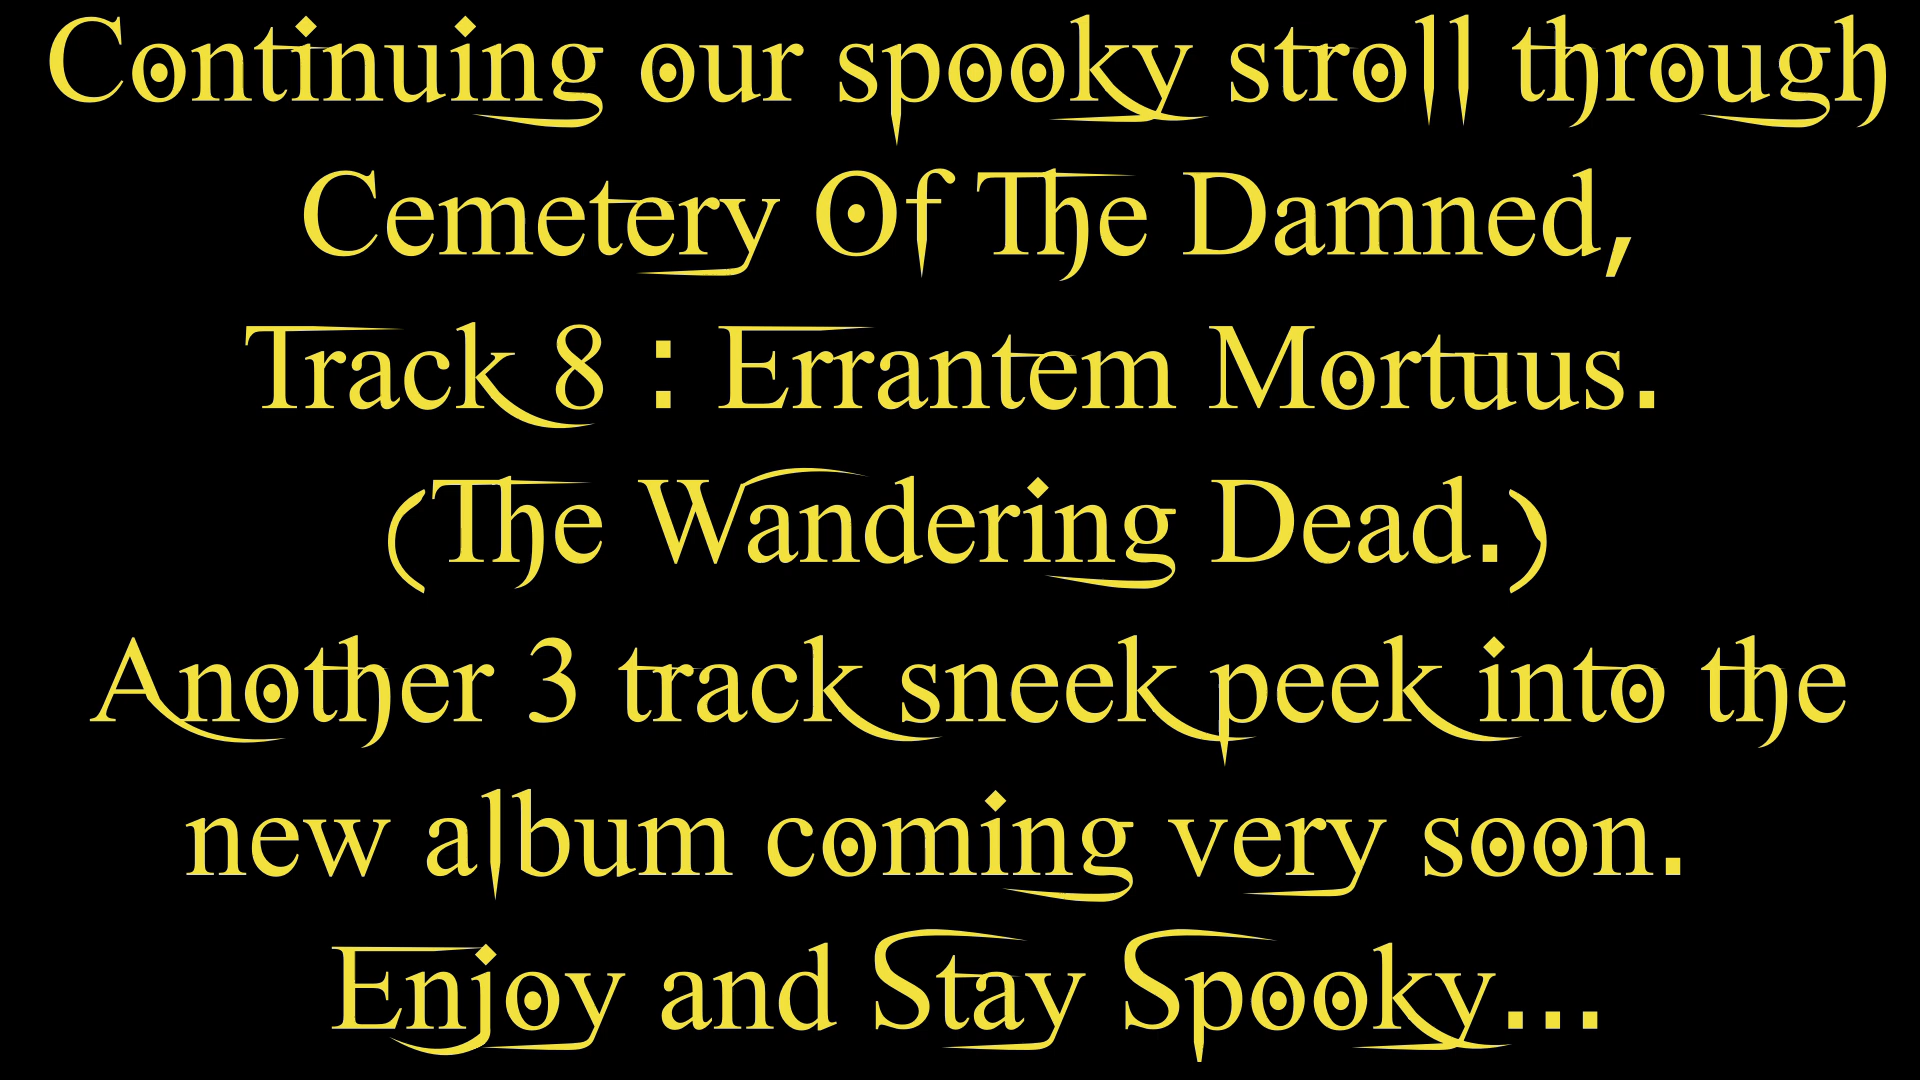 Continuing our spooky stroll through
Cemetery Of The Damned,
Track 8 : Errantem Mortuus.
(The Wandering Dead.)
Another 3 track sneek peek into the
new album coming very soon.
Enjoy and Stay Spooky...